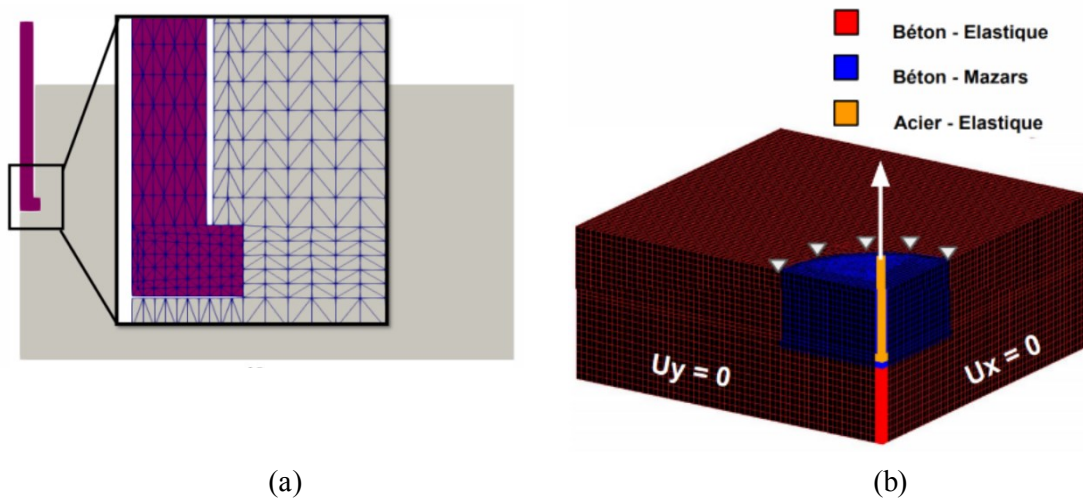 Béton - Elastique
Béton - Mazars
Acier - Elastique
Uy = 0
Ux = 0
(a)
(b)